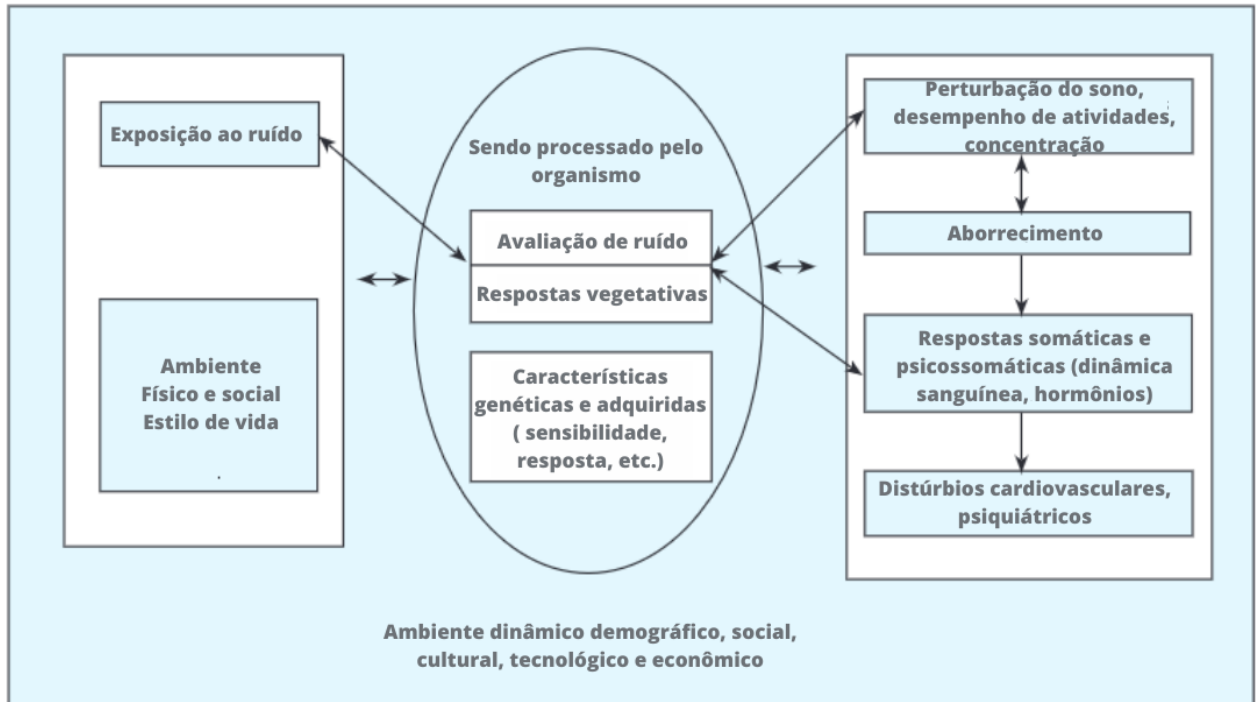 Exposição ao ruído
Ambiente
Físico e social
Estilo de vida
.
Sendo processado pelo
organismo
Avaliação de ruído
Respostas vegetativas
Características
genéticas e adquiridas
( sensibilidade,
resposta, etc.)
Perturbação do sono,
desempenho de atividades,
concentração
Aborrecimento
Respostas somáticas e
psicossomáticas (dinâmica
sanguínea, hormônios)
Distúrbios cardiovasculares,
psiquiátricos
Ambiente dinâmico demográfico, social,
cultural, tecnológico e econômico